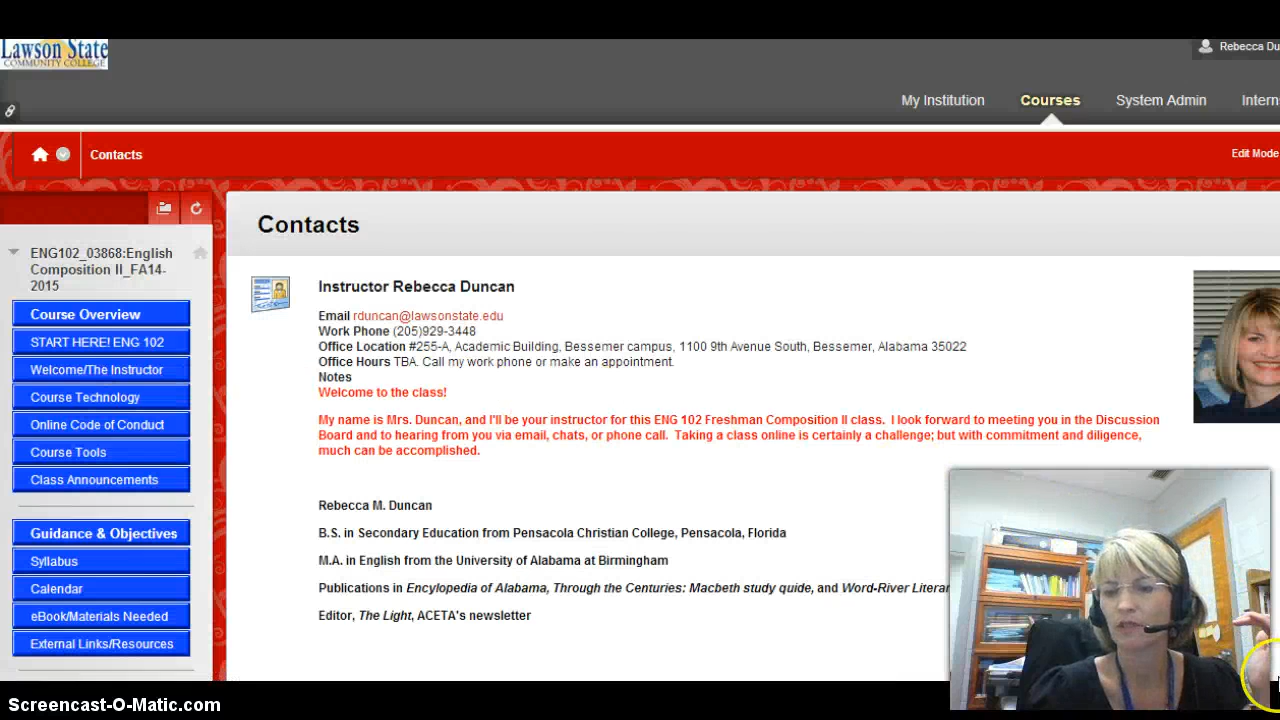 Lawson State
COMMUNITY COLLEGE
Rebecca Du
My Institution
Courses
System Admin
Intern
Contacts
Edit Mode
ENG102_03868:English
Composition II_FA14-
2015
Course Overview
START HERE! ENG 102
Welcome/The Instructor
Course Technology
Online Code of Conduct
Course Tools
Class Announcements
Guidance & Objectives
Syllabus
Calendar
eBook/Materials Needed
External Links/Resources
Contacts
Instructor Rebecca Duncan
Email rduncan@lawsonstate.edu
Work Phone (205)929-3448
Office Location #255-A, Academic Building, Bessemer campus, 1100 9th Avenue South, Bessemer, Alabama 35022
Office Hours TBA. Call my work phone or make an appointment.
Notes
Welcome to the class!
My name is Mrs. Duncan, and I'll be your instructor for this ENG 102 Freshman Composition II class. I look forward to meeting you in the Discussion
Board and to hearing from you via email, chats, or phone call. Taking a class online is certainly a challenge; but with commitment and diligence,
much can be accomplished.
Rebecca M. Duncan
B.S. in Secondary Education from Pensacola Christian College, Pensacola, Florida
M.A. in English from the University of Alabama at Birmingham
Publications in Encylopedia of Alabama, Through the Centuries: Macbeth study guide, and Word-River Literar
Editor, The Light, ACETA's newsletter
Screencast-O-Matic.com